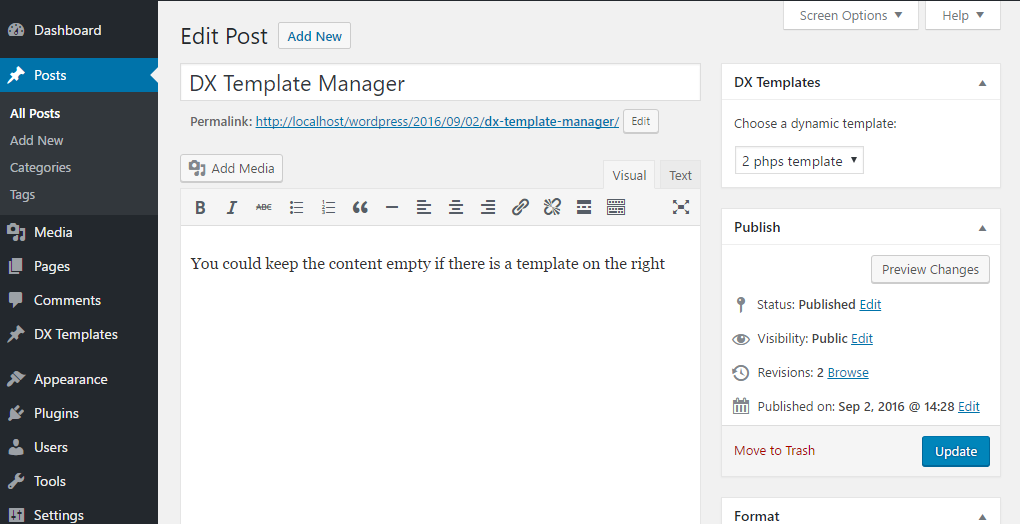 Dashboard
Posts
All Posts
Add New
Categories
Tags
Media
Pages
Comments
DX Templates
Appearance
Plugins
Users
Tools
Settings
Screen Options
Help
Edit Post Add New
DX Template Manager
Permalink: http://localhost/wordpress/2016/09/02/dx-template-manager/ Edit
Add Media
Visual Text
B I ABC
You could keep the content empty if there is a template on the right
DX Templates
Choose a dynamic template:
2 phps template
Publish
Preview Changes
Status: Published Edit
Visibility: Public Edit
Revisions: 2 Browse
Published on: Sep 2, 2016 @ 14:28 Edit
Move to Trash Update
Format